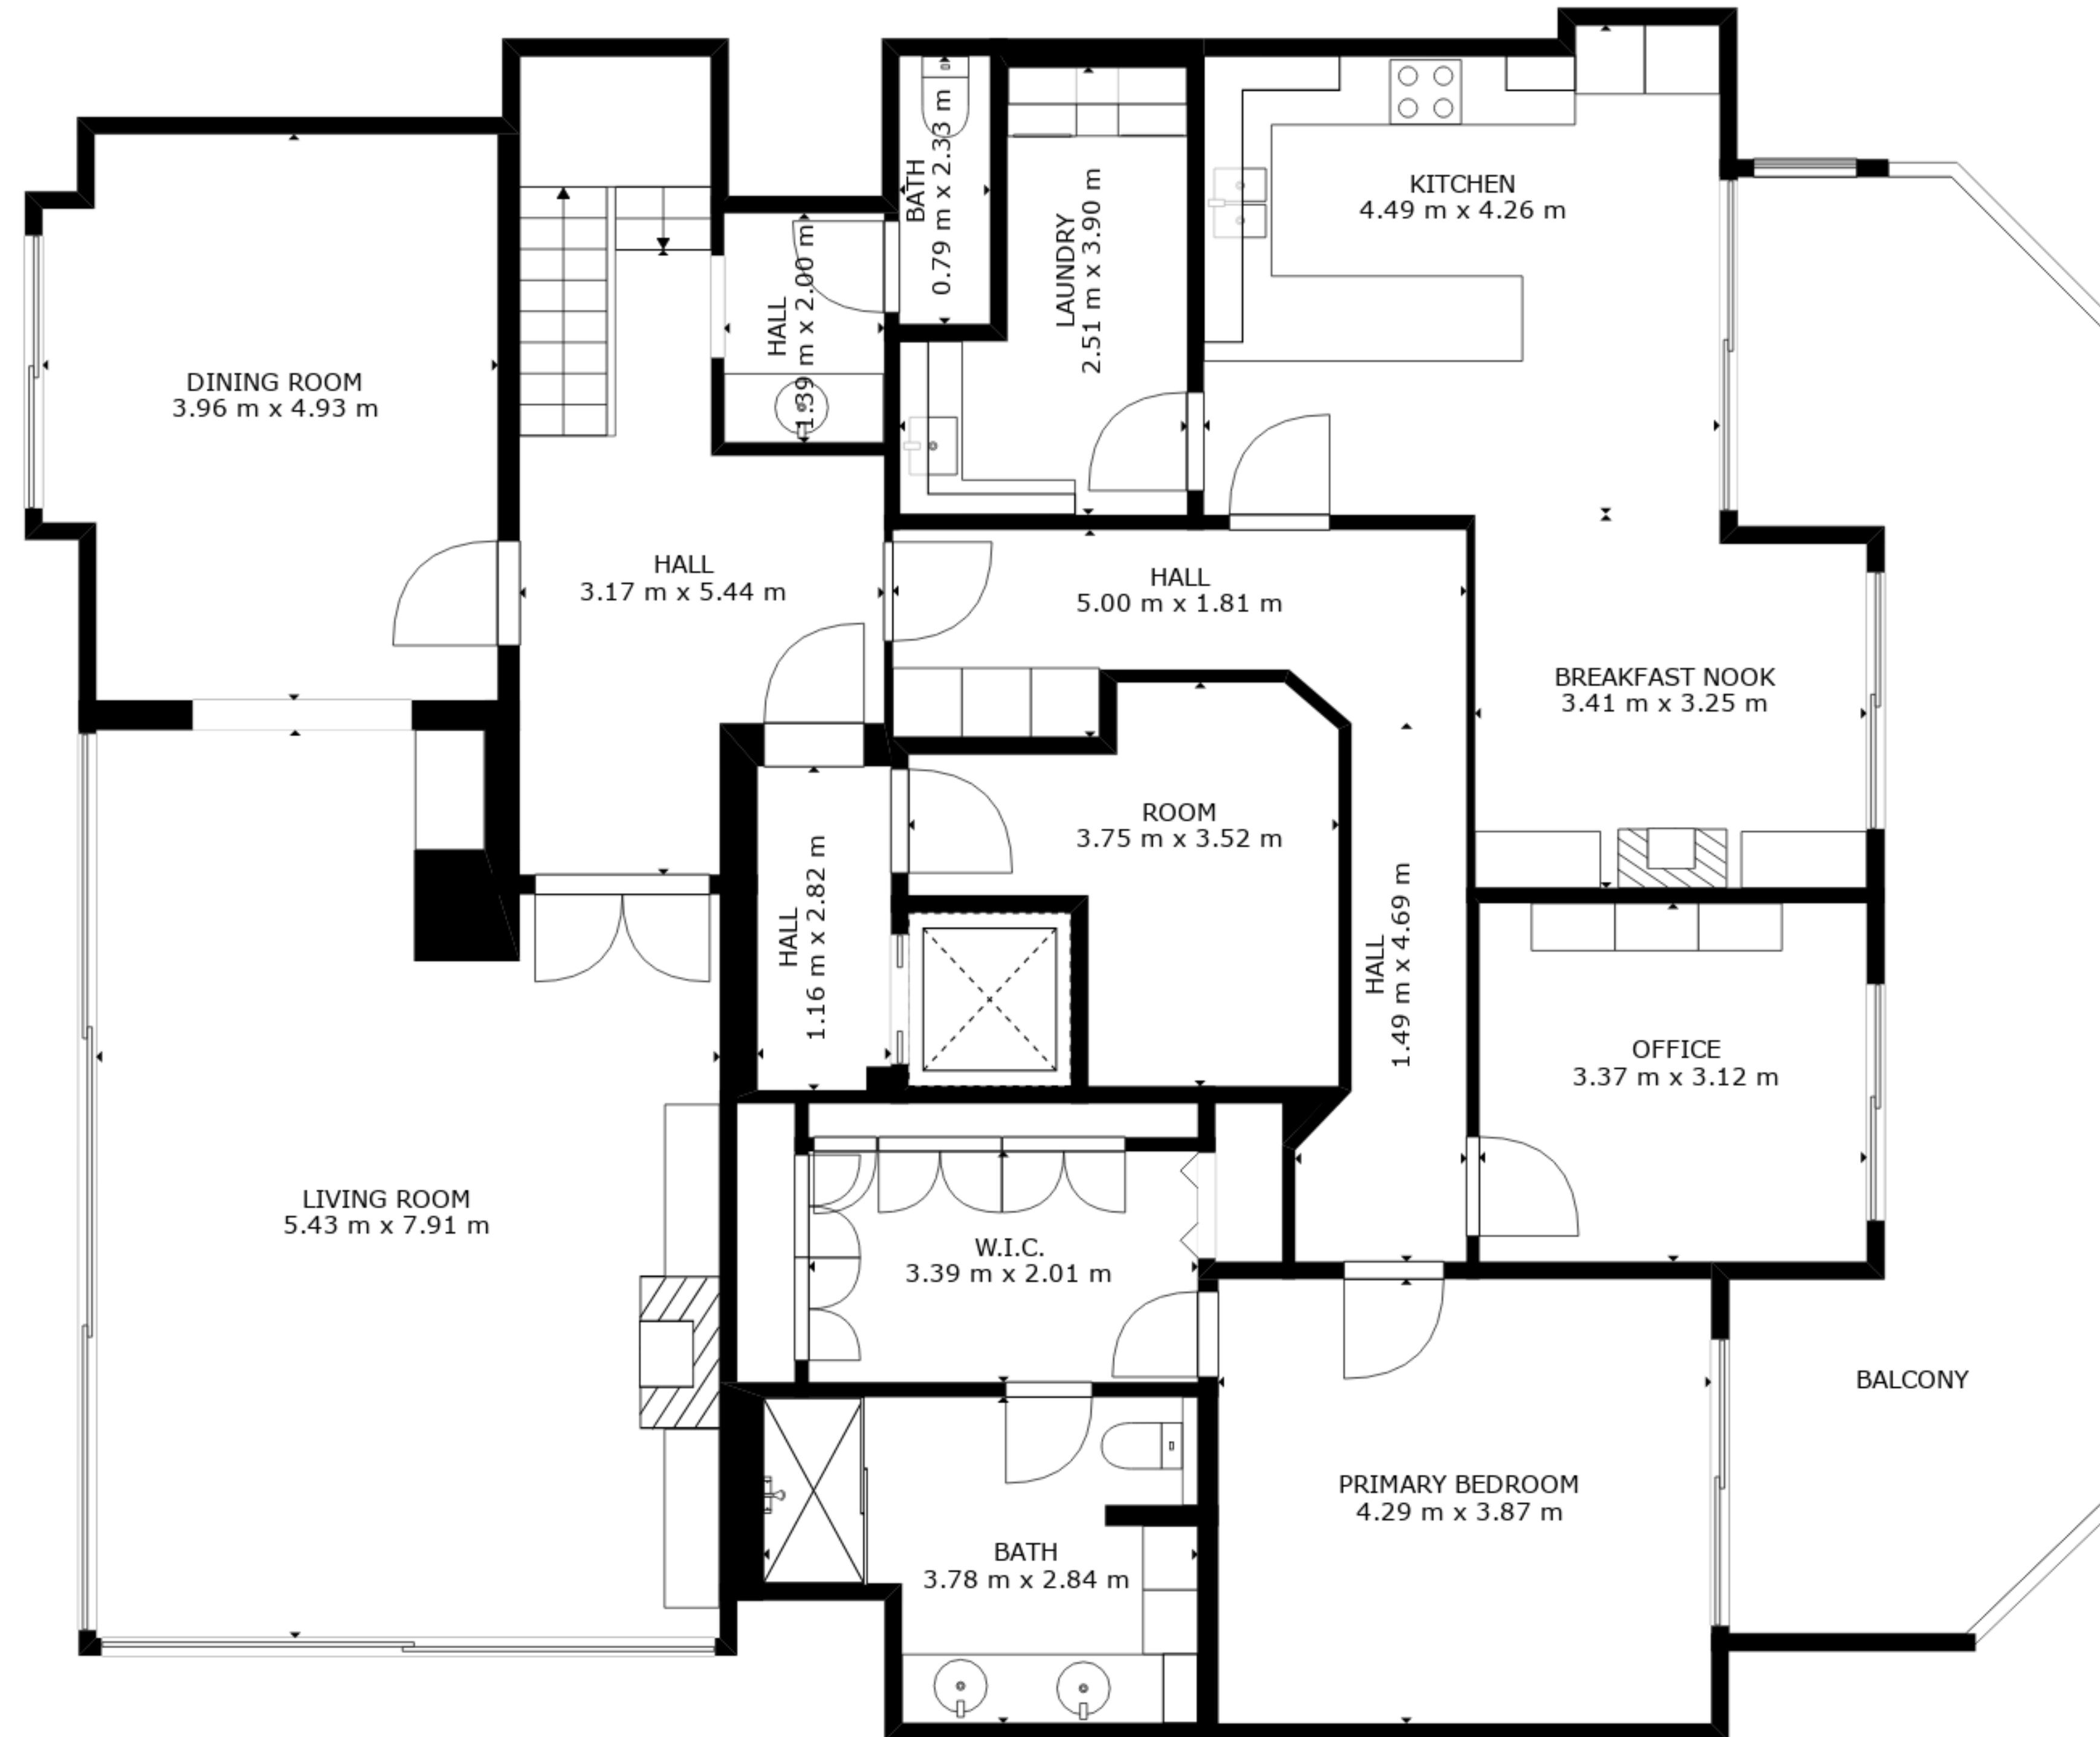 KITCHEN
4.49 m x 4.26 m
BATH
0.79 m x 2.33 m
LAUNDRY
2.51 m x 3.90 m
HALL
1.39 m x 2.00 m
DINING ROOM
3.96 m x 4.93 m
HALL
3.17 m x 5.44 m
HALL
5.00 m x 1.81 m
BREAKFAST NOOK
3.41 m x 3.25 m
ROOM
3.75 m x 3.52 m
HALL
1.16 m x 2.82 m
HALL
1.49 m x 4.69 m
OFFICE
3.37 m x 3.12 m
LIVING ROOM
5.43 m x 7.91 m
W.I.C.
3.39 m x 2.01 m
BALCONY
PRIMARY BEDROOM
4.29 m x 3.87 m
BATH
3.78 m x 2.84 m